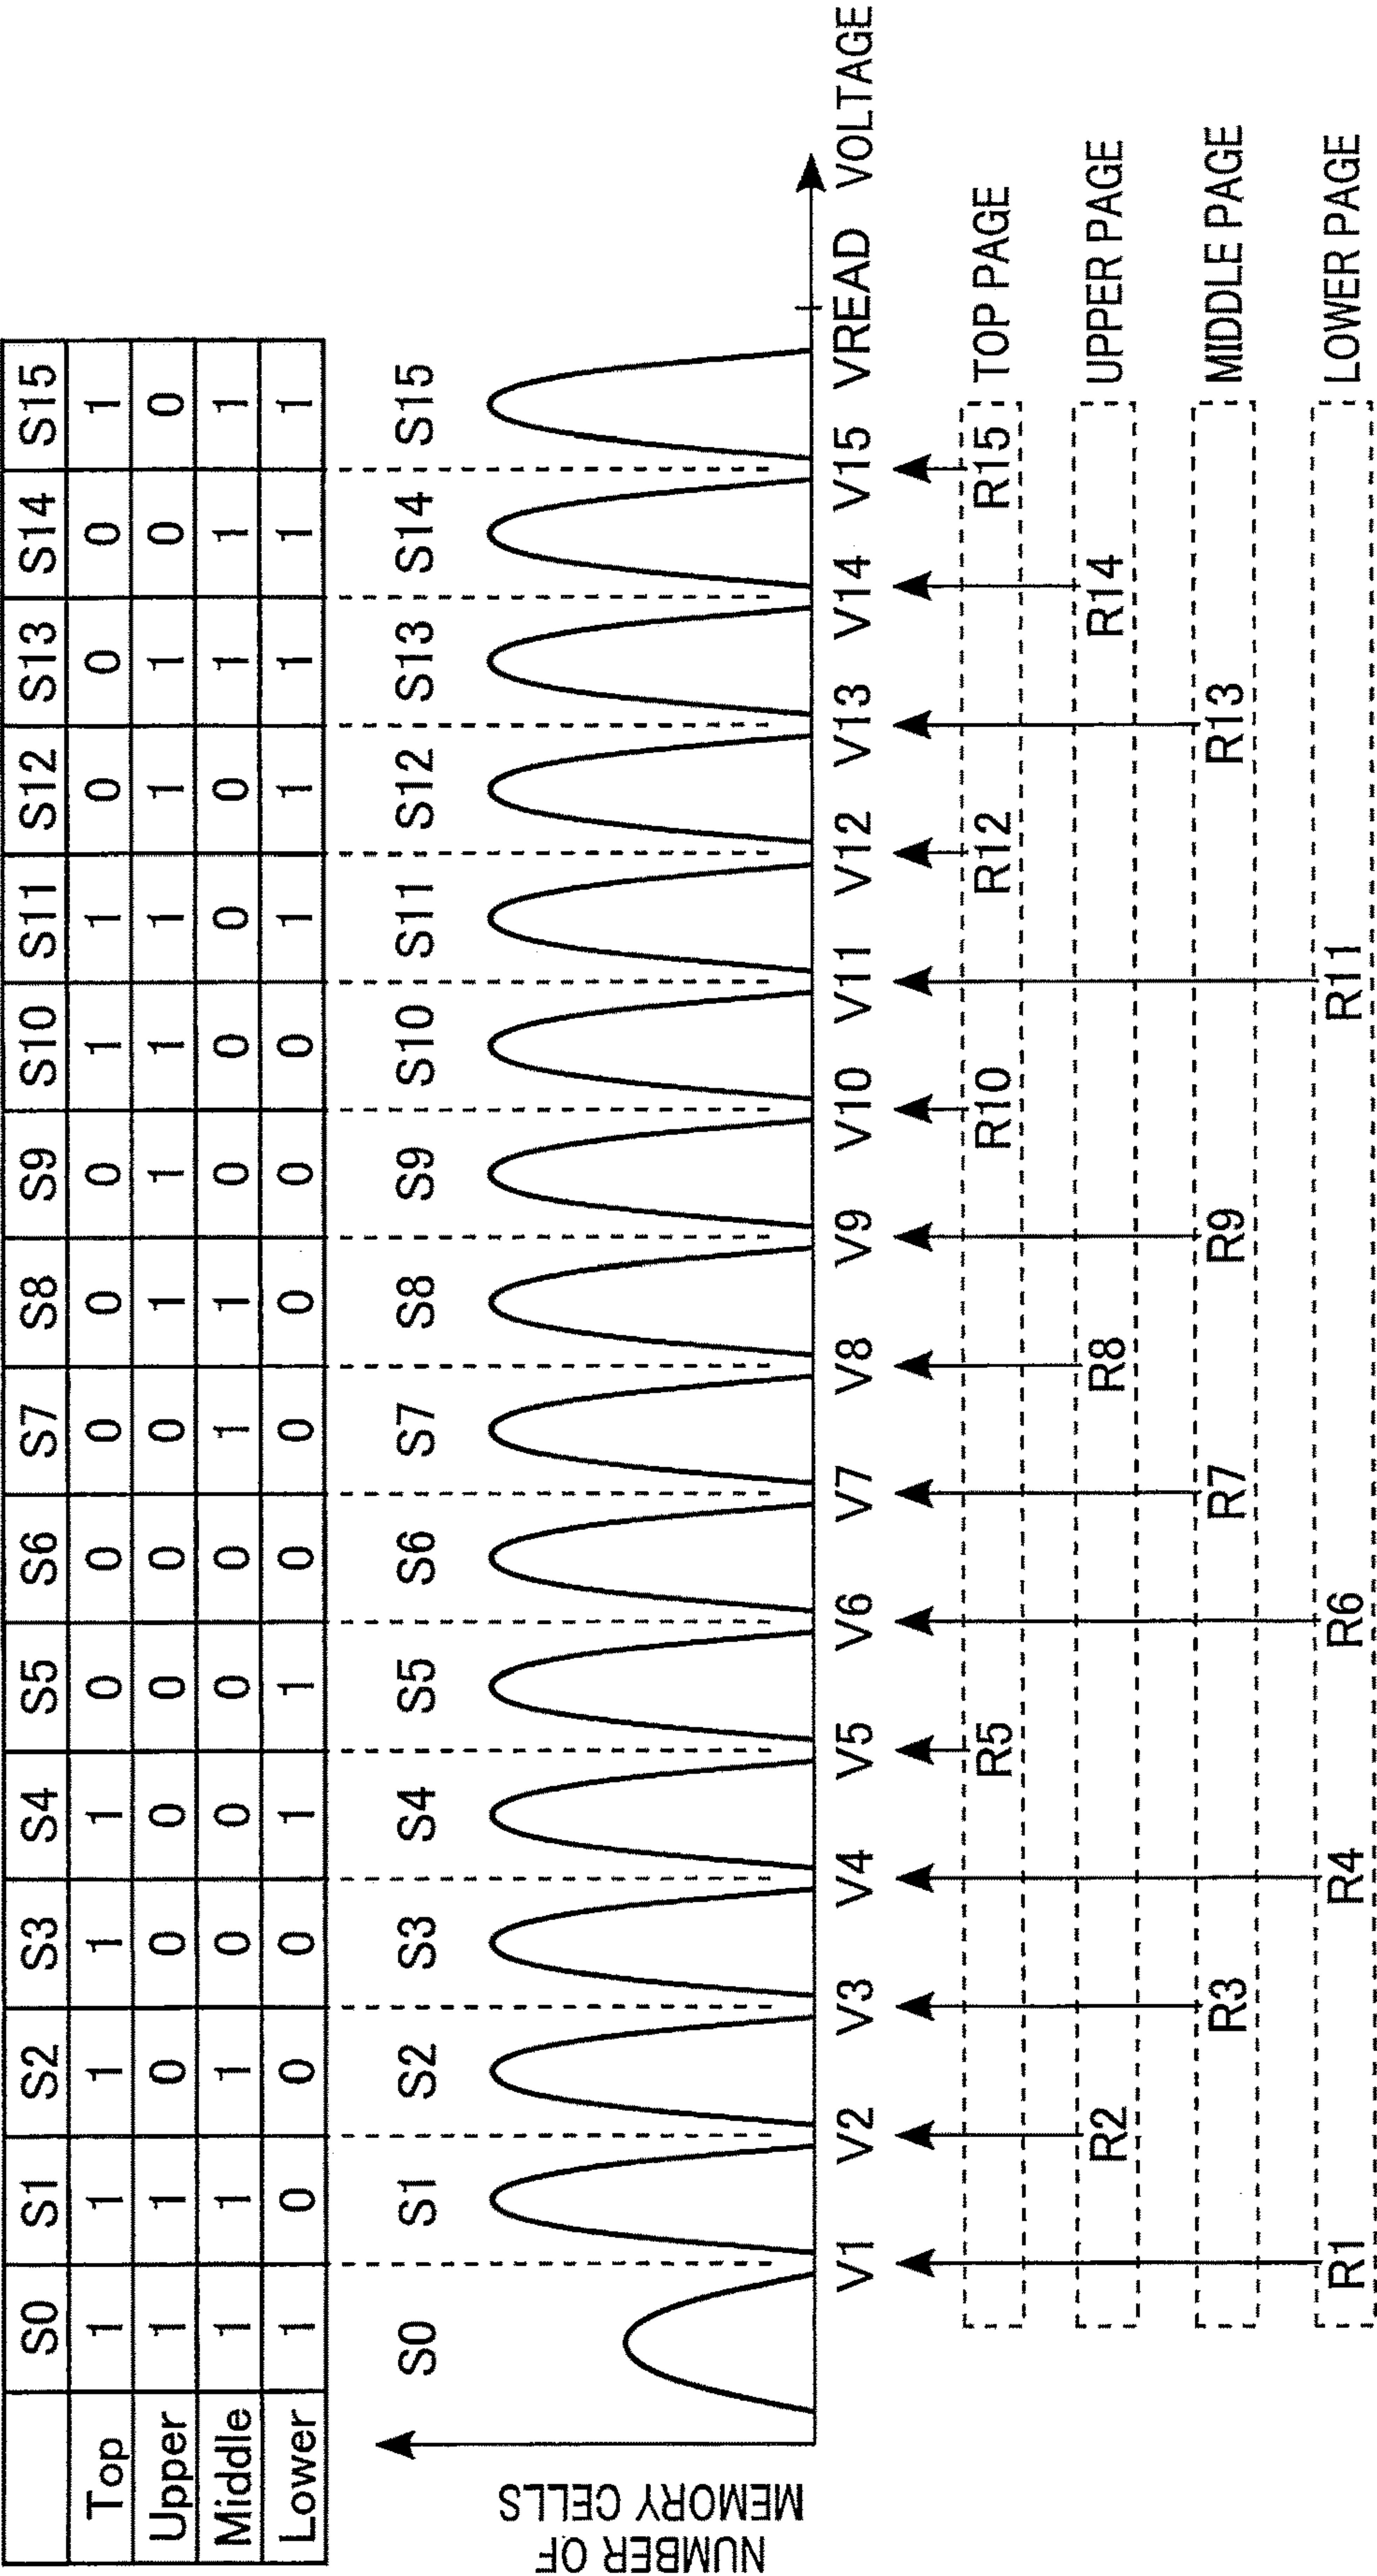 S0 S1 S2 S3 S4 S5 S6 S7 S8 S9 S10 S11 S12 S13 S14 S15
Top 1 1 1 1 1 0 0 0 0 0 1 1 0 0 0 1
Upper 1 1 0 0 0 0 0 0 1 1 1 1 1 1 0 0
Middle 1 1 1 0 0 0 0 1 1 0 0 0 0 1 1 1
Lower 1 0 0 0 1 1 0 0 0 0 0 1 1 1 1 1
NUMBER OF
MEMORY CELLS
S0 S1 S2 S3 S4 S5 S6 S7 S8 S9 S10 S11 S12 S13 S14 S15
V1 V2 V3 V4 V5 V6 V7 V8 V9 V10 V11 V12 V13 V14 V15 VREAD VOLTAGE
R5 R10 R12 R15 TOP PAGE
R2 R8 R14 UPPER PAGE
R3 R7 R9 R13 MIDDLE PAGE
R1 R4 R6 R11 LOWER PAGE